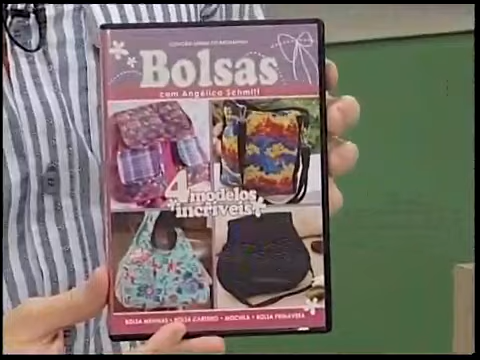 Bolsas
com Angélica Schmitt
4 modelos
incríveis!
BOLSA MENINAS • BOLSA CARTEIRO • MOCHILA • BOLSA PRIMAVERA